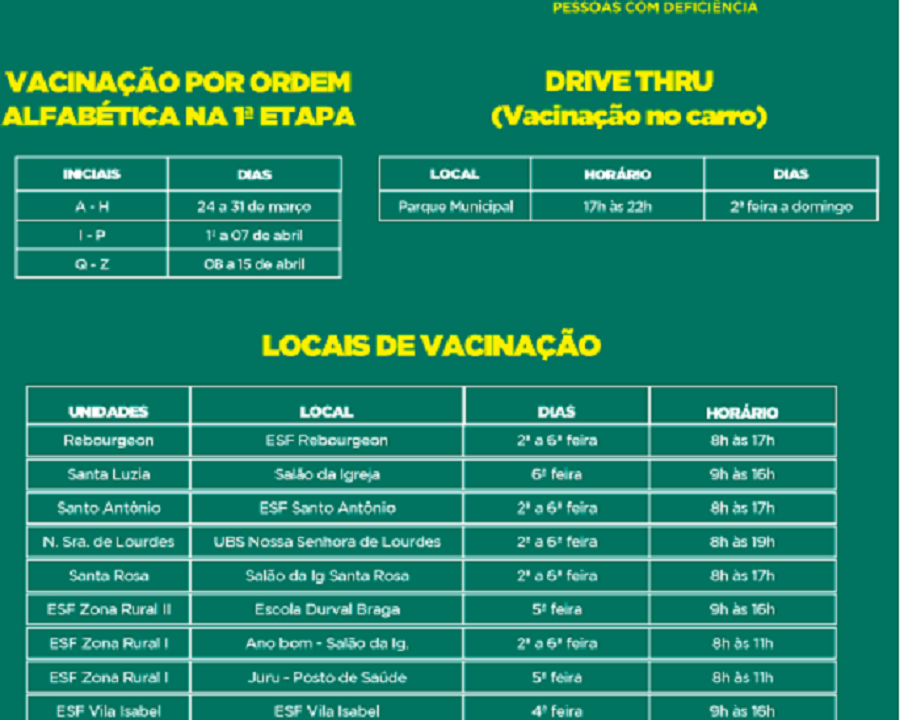 PESSOAS COM DEFICIÊNCIA
VACINAÇÃO POR ORDEM
ALFABÉTICA NA 1ª ETAPA
INICIAIS DIAS
A - H 24 a 31 de março
I - P 1º a 07 de abril
Q - Z 08 a 15 de abril
DRIVE THRU
(Vacinação no carro)
LOCAL HORÁRIO DIAS
Parque Municipal 17h às 22h 2ª feira a domingo
LOCAIS DE VACINAÇÃO
UNIDADES LOCAL DIAS HORÁRIO
Rebourgeon ESF Rebourgeon 2ª a 6ª feira 8h às 17h
Santa Luzia Salão da Igreja 6ª feira 9h às 16h
Santo Antônio ESF Santo Antônio 2ª a 6ª feira 8h às 17h
N. Sra. de Lourdes UBS Nossa Senhora de Lourdes 2ª a 6ª feira 8h às 19h
Santa Rosa Salão da Ig Santa Rosa 2ª a 6ª feira 8h às 17h
ESF Zona Rural II Escola Durval Braga 5ª feira 9h às 16h
ESF Zona Rural I Ano bom - Salão da Ig. 2ª a 6ª feira 8h às 11h
ESF Zona Rural I Juru - Posto de Saúde 5ª feira 8h às 11h
ESF Vila Isabel ESF Vila Isabel 4ª feira 9h às 16h